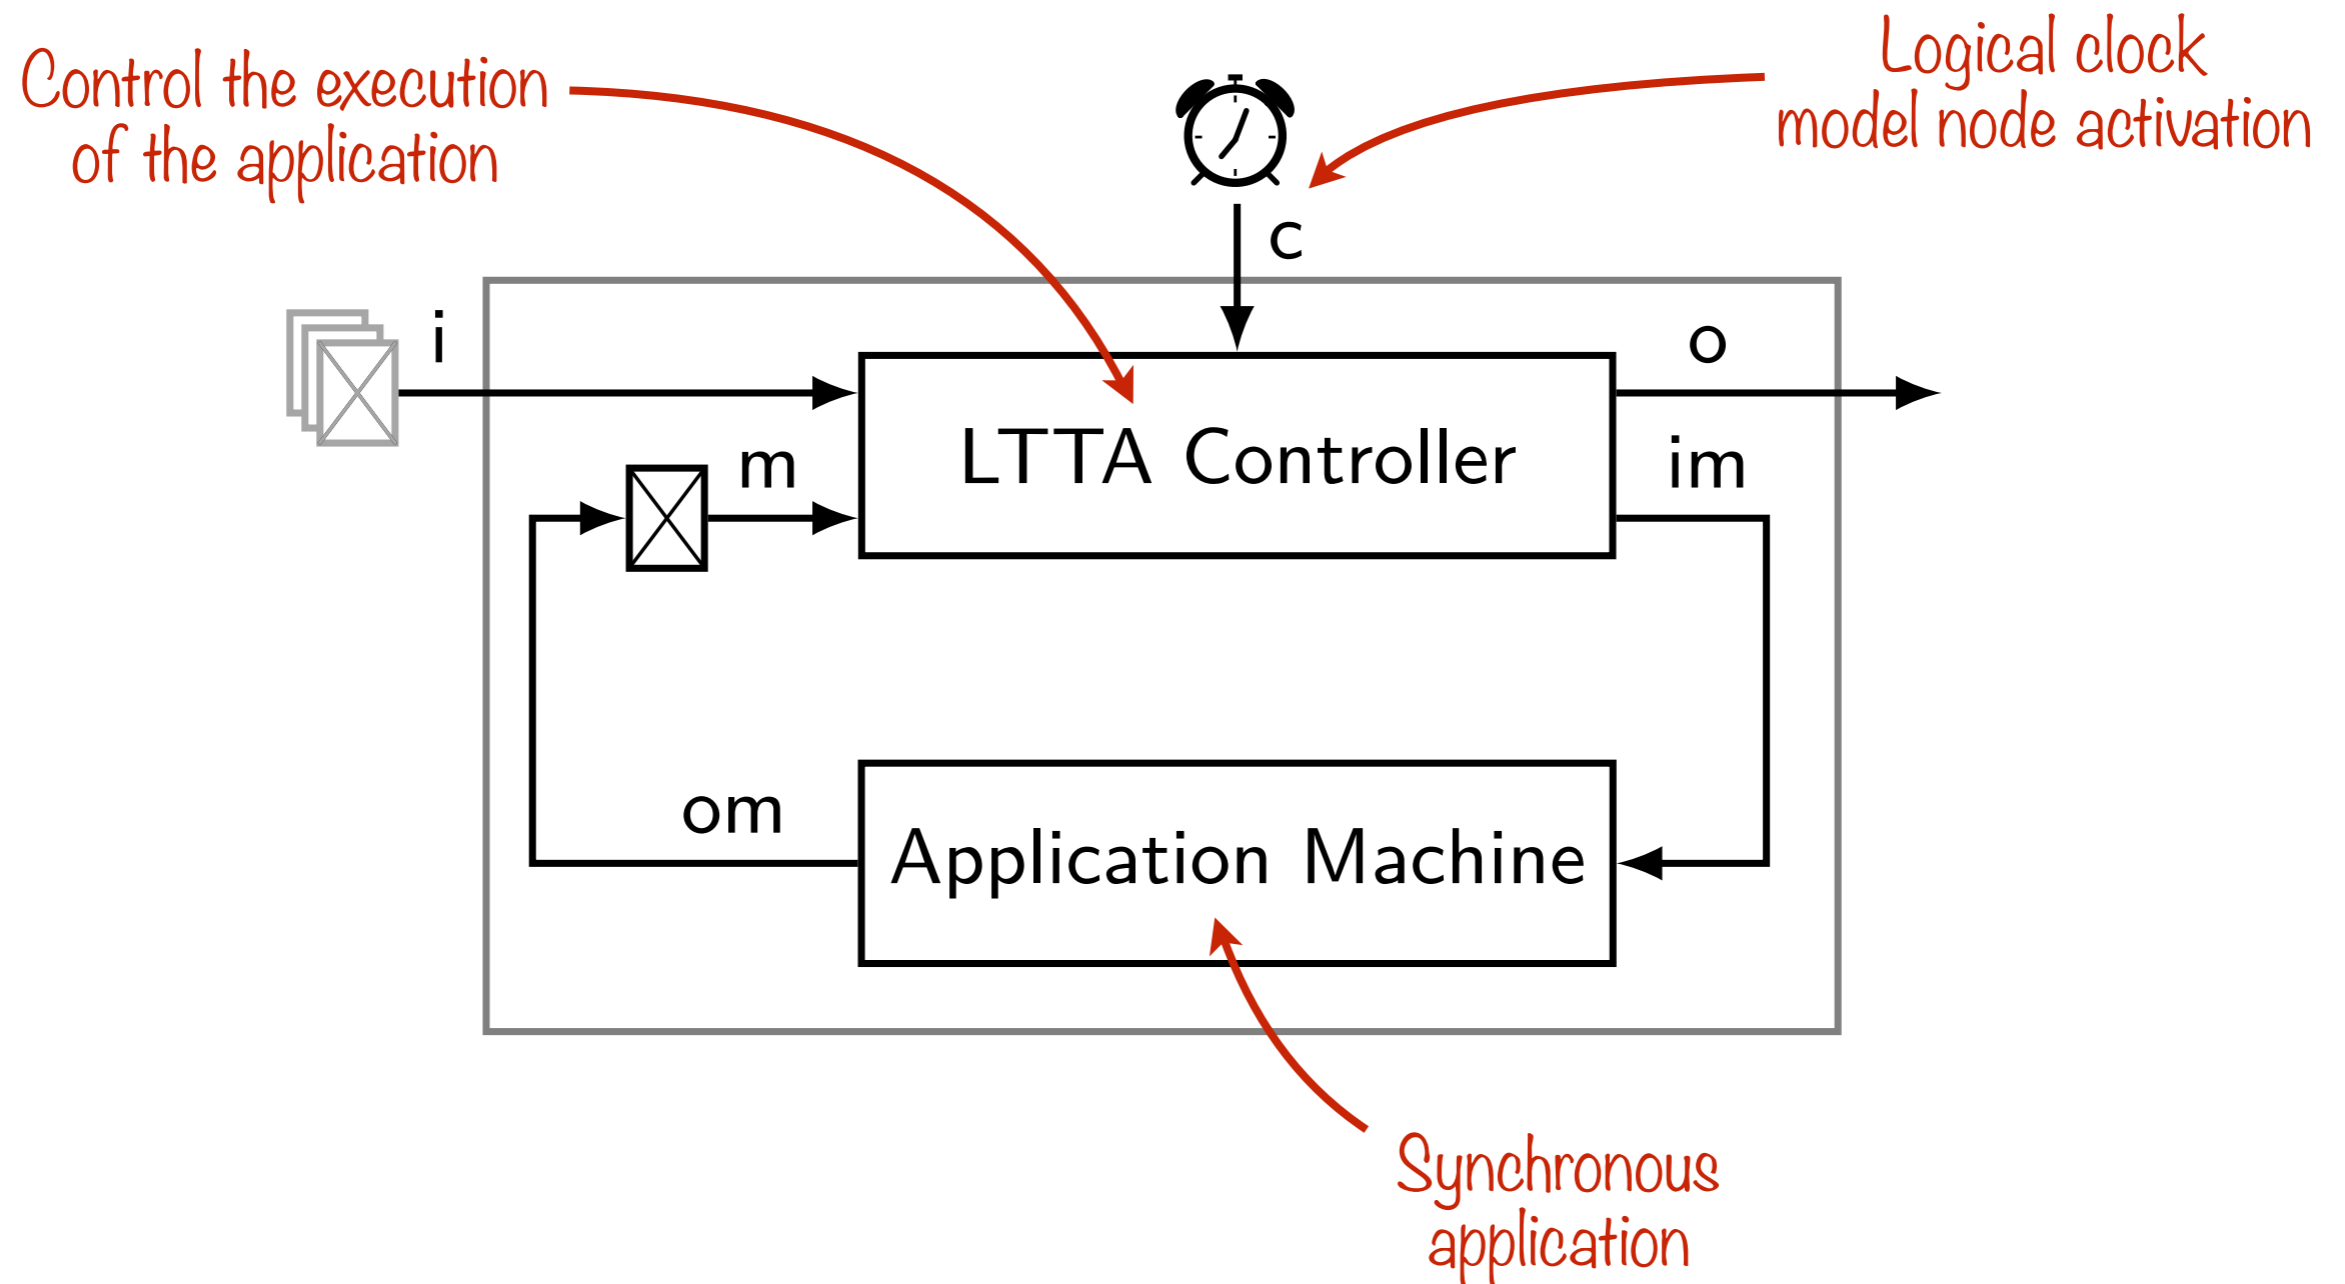 Control the execution
of the application
Logical clock
model node activation
c
i
o
LTTA Controller
m
im
om
Application Machine
Synchronous
application